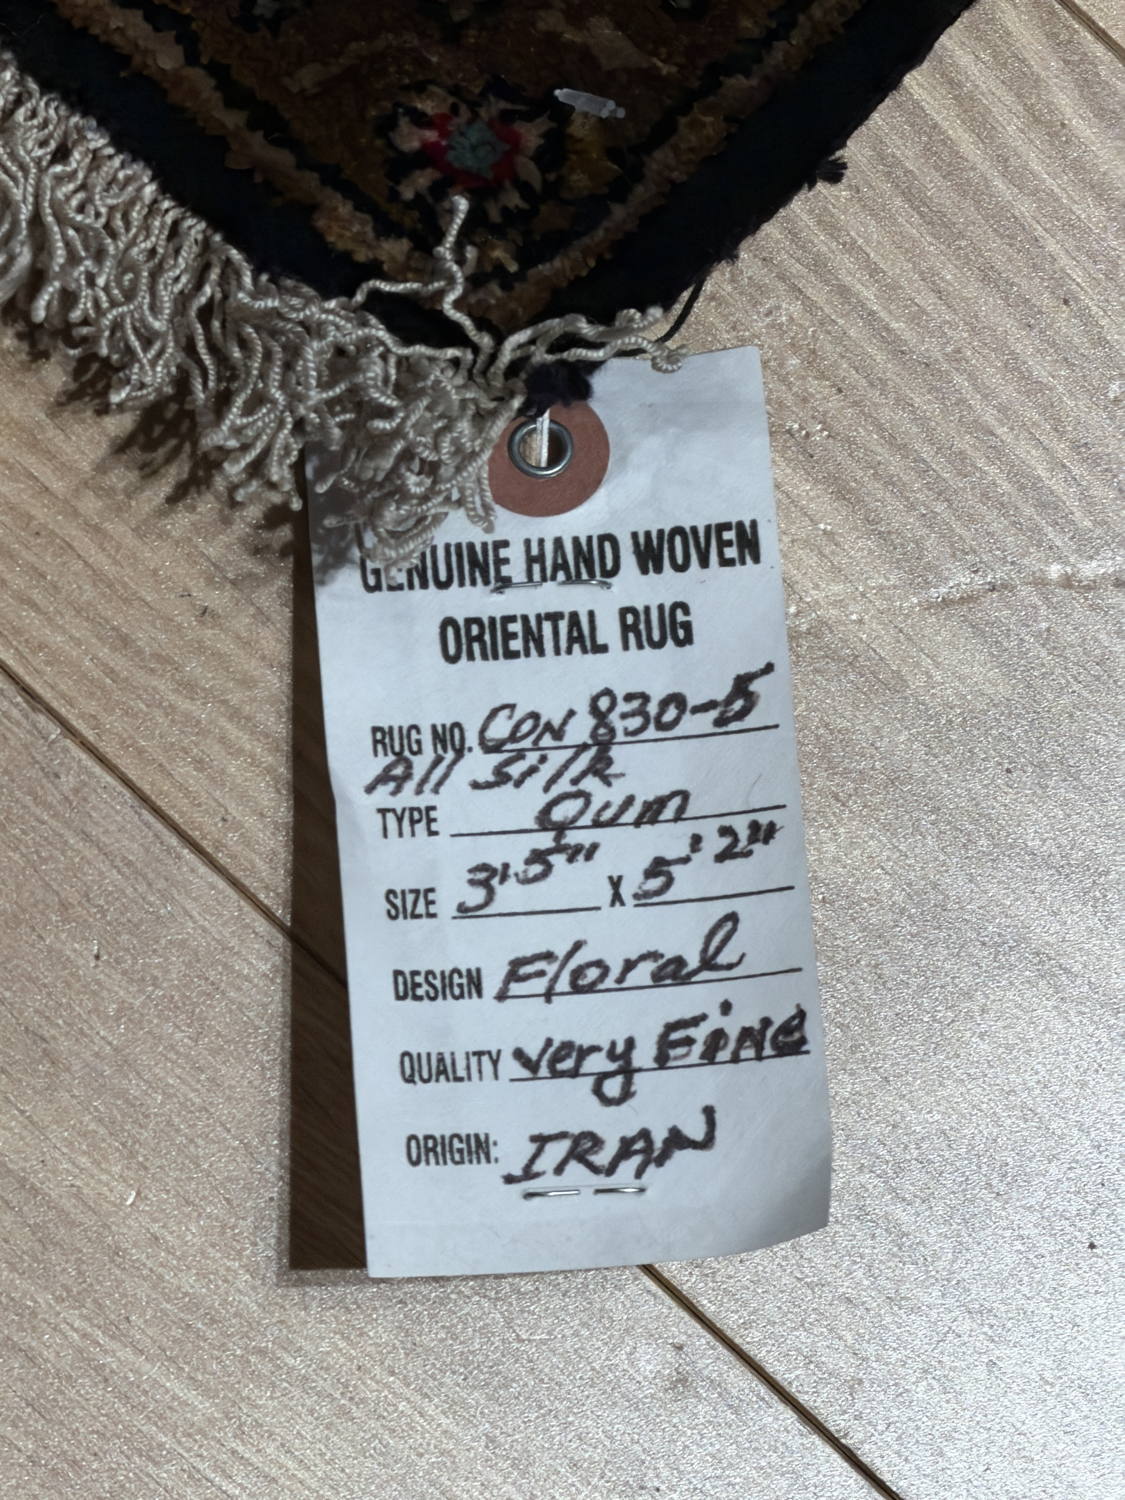 GENUINE HAND WOVEN
ORIENTAL RUG
RUG NO. CON 830-5
All Silk
TYPE Qum
SIZE 3'5" X 5'2"
DESIGN Floral
QUALITY very Fine
ORIGIN: IRAN